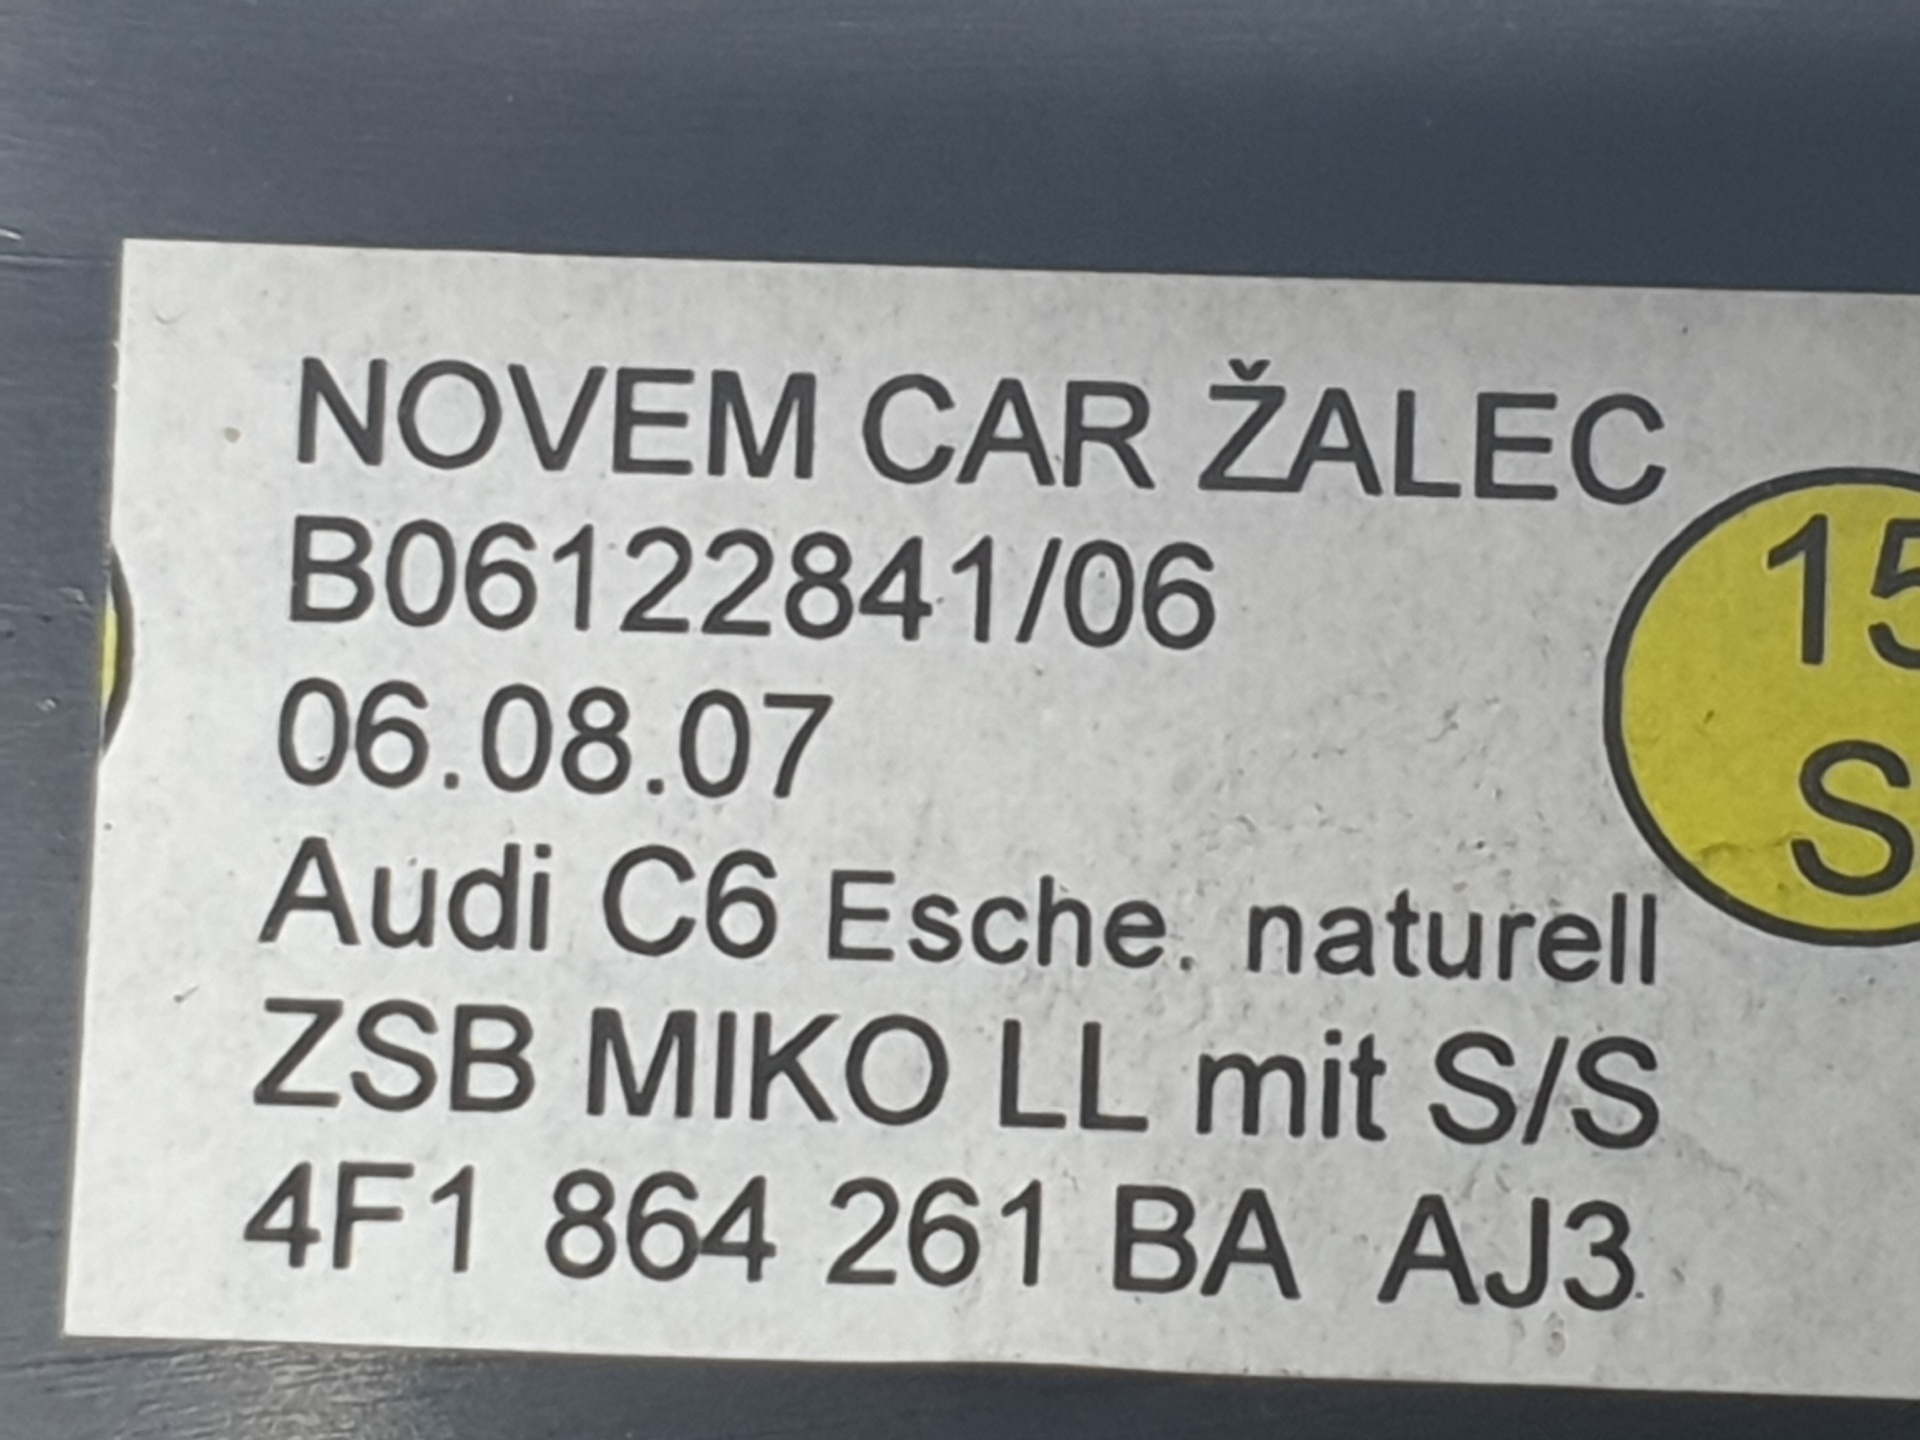 NOVEM CAR ŽALEC
B06122841/06
06.08.07
Audi C6 Esche. naturell
ZSB MIKO LL mit S/S
4F1 864 261 BA AJ3
15
S